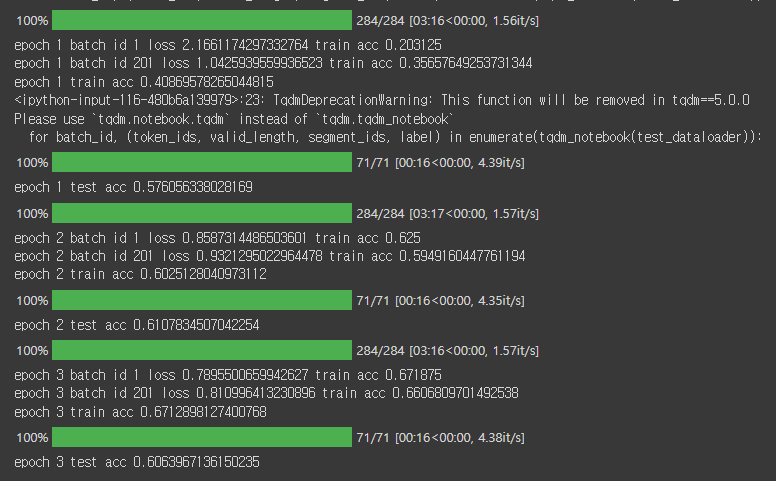 100% 284/284 [03:16<00:00, 1.56it/s]
epoch 1 batch id 1 loss 2.1661174297332764 train acc 0.203125
epoch 1 batch id 201 loss 1.0425939559936523 train acc 0.35657649253731344
epoch 1 train acc 0.40869578265044815
<ipython-input-116-480b6a139979>:23: TqdmDeprecationWarning: This function will be removed in tqdm==5.0.0
Please use `tqdm.notebook.tqdm` instead of `tqdm.tqdm_notebook`
for batch_id, (token_ids, valid_length, segment_ids, label) in enumerate(tqdm_notebook(test_dataloader)):
100% 71/71 [00:16<00:00, 4.39it/s]
epoch 1 test acc 0.576056338028169
100% 284/284 [03:17<00:00, 1.57it/s]
epoch 2 batch id 1 loss 0.8587314486503601 train acc 0.625
epoch 2 batch id 201 loss 0.9321295022964478 train acc 0.5949160447761194
epoch 2 train acc 0.6025128040973112
100% 71/71 [00:16<00:00, 4.35it/s]
epoch 2 test acc 0.6107834507042254
100% 284/284 [03:16<00:00, 1.57it/s]
epoch 3 batch id 1 loss 0.7895500659942627 train acc 0.671875
epoch 3 batch id 201 loss 0.810996413230896 train acc 0.6606809701492538
epoch 3 train acc 0.6712898127400768
100% 71/71 [00:16<00:00, 4.38it/s]
epoch 3 test acc 0.6063967136150235